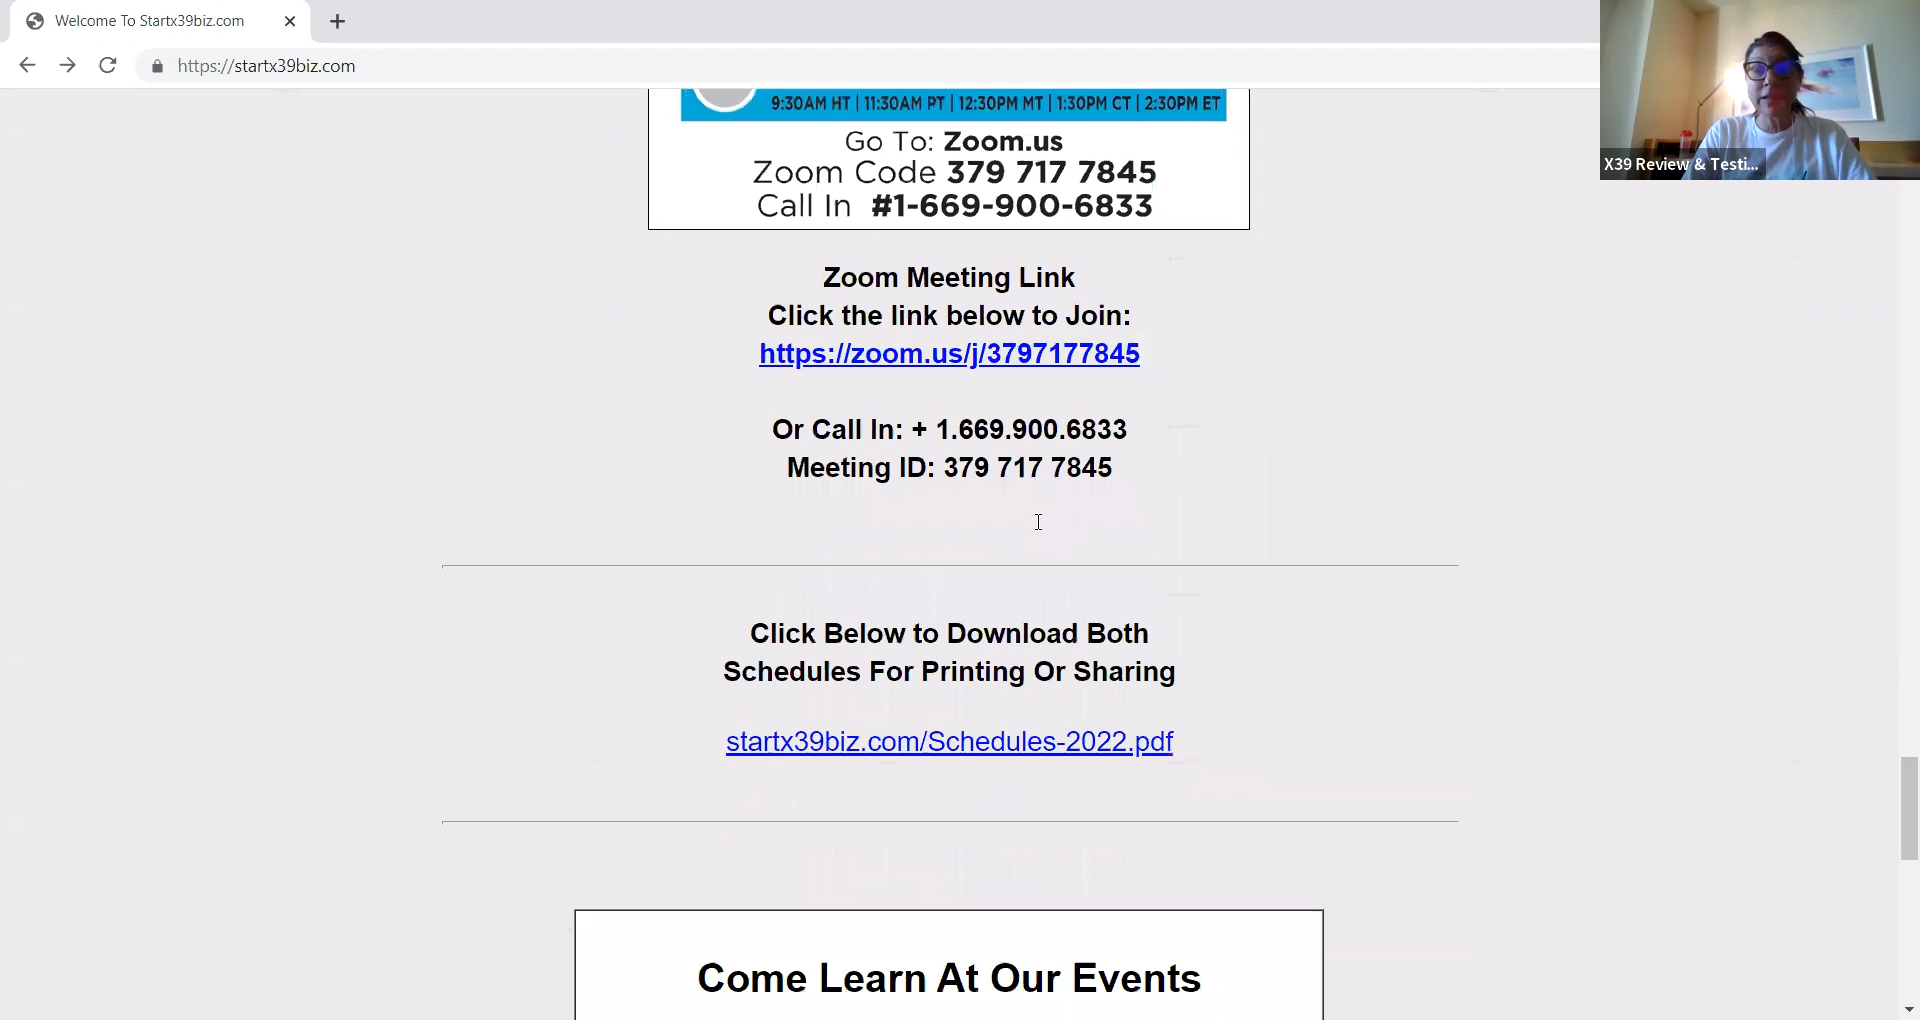 Welcome To Startx39biz.com
https://startx39biz.com
9:30AM HT | 11:30AM PT | 12:30PM MT | 1:30PM CT | 2:30PM ET
Go To: Zoom.us
Zoom Code 379 717 7845
Call In #1-669-900-6833
X39 Review & Testi...
Zoom Meeting Link
Click the link below to Join:
https://zoom.us/j/3797177845
Or Call In: + 1.669.900.6833
Meeting ID: 379 717 7845
Click Below to Download Both
Schedules For Printing Or Sharing
startx39biz.com/Schedules-2022.pdf
Come Learn At Our Events